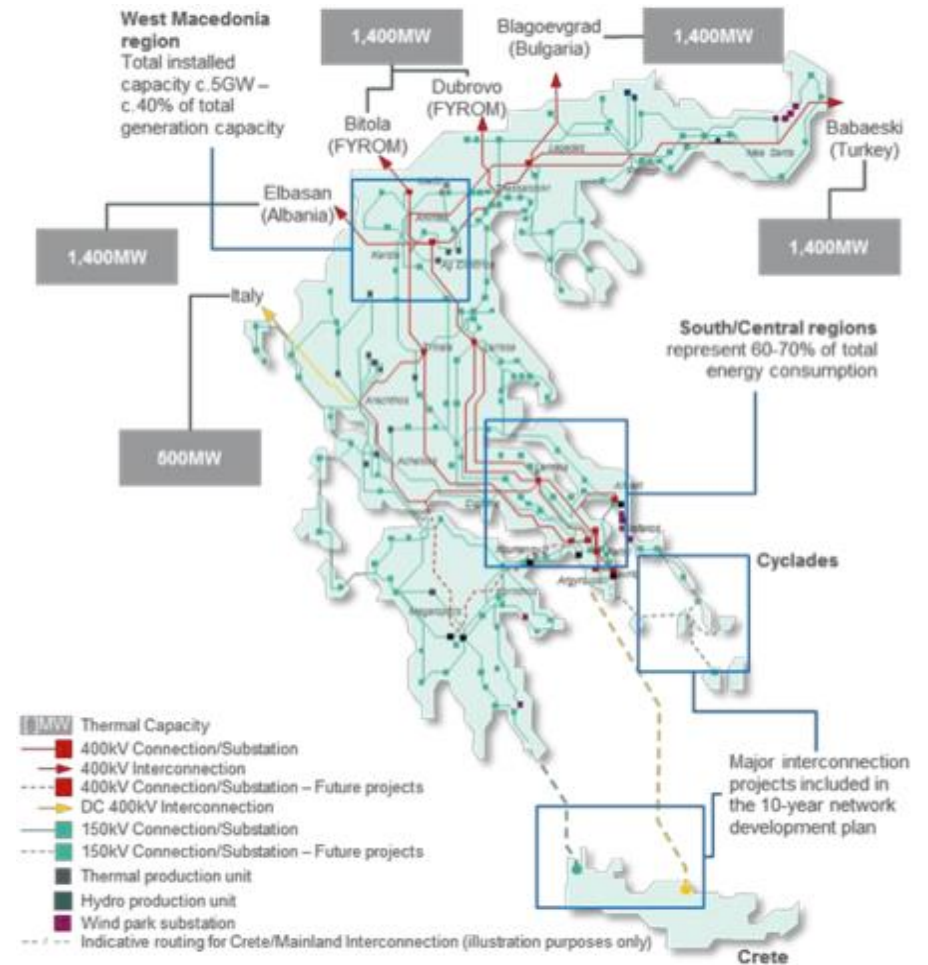 West Macedonia
region
Total installed
capacity c.5GW –
c.40% of total
generation capacity
1,400MW
Blagoevgrad
(Bulgaria)
1,400MW
Dubrovo
(FYROM)
Bitola
(FYROM)
Babaeski
(Turkey)
Elbasan
(Albania)
1,400MW
1,400MW
Italy
500MW
South/Central regions
represent 60-70% of total
energy consumption
Larissa
Arachthos
Cyclades
Major interconnection
projects included in
the 10-year network
development plan
[ ]MW Thermal Capacity
400kV Connection/Substation
400kV Interconnection
400kV Connection/Substation – Future projects
DC 400kV Interconnection
150kV Connection/Substation
150kV Connection/Substation – Future projects
Thermal production unit
Hydro production unit
Wind park substation
Indicative routing for Crete/Mainland Interconnection (illustration purposes only)
Crete